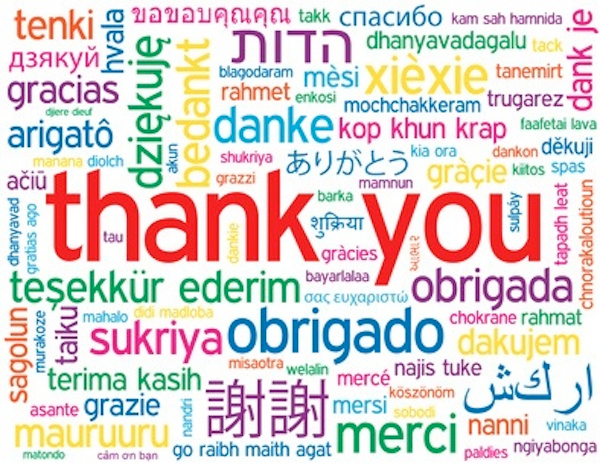 tenki
hvala
ขอขอบคุณคุณ
takk
спасибо
kam sah hamnida
dank je
дзякуй
dziękuję
bedankt
הדות
dhanyavadagalu
tack
gracias
blagodaram
mèsi
xièxie
tanemirt
djiere dieuf
rahmet
enkosi
mochchakkeram
trugarez
arigatô
danke
kop khun krap
faafetai lava
manana
diolch
akun
shukriya
ありがとう
kia ora
dankon
děkuji
ačiū
grazzi
mamnun
gràçie
kiitos
spas
thank you
dhanyavad
gratias ago
tau
dankie
barka
शुक्रिया
gràcies
આભાર
sulpáy
tapadh leat
chnorakaloutioun
bayarlalaa
teşekkür ederim
σας ευχαριστώ
obrigada
sagolun
murakoze
taiku
mahalo
didi madloba
sukriya
obrigado
chokrane
rahmat
dakujem
misaotra
terima kasih
welalin
mercé
najis tuke
اركش
asante
grazie
nandri
謝謝
mersi
köszönöm
sobodi
nanni
vinaka
mauruuru
merci
matondo
cảm ơn bạn
go raibh maith agat
paldies
ngiyabonga